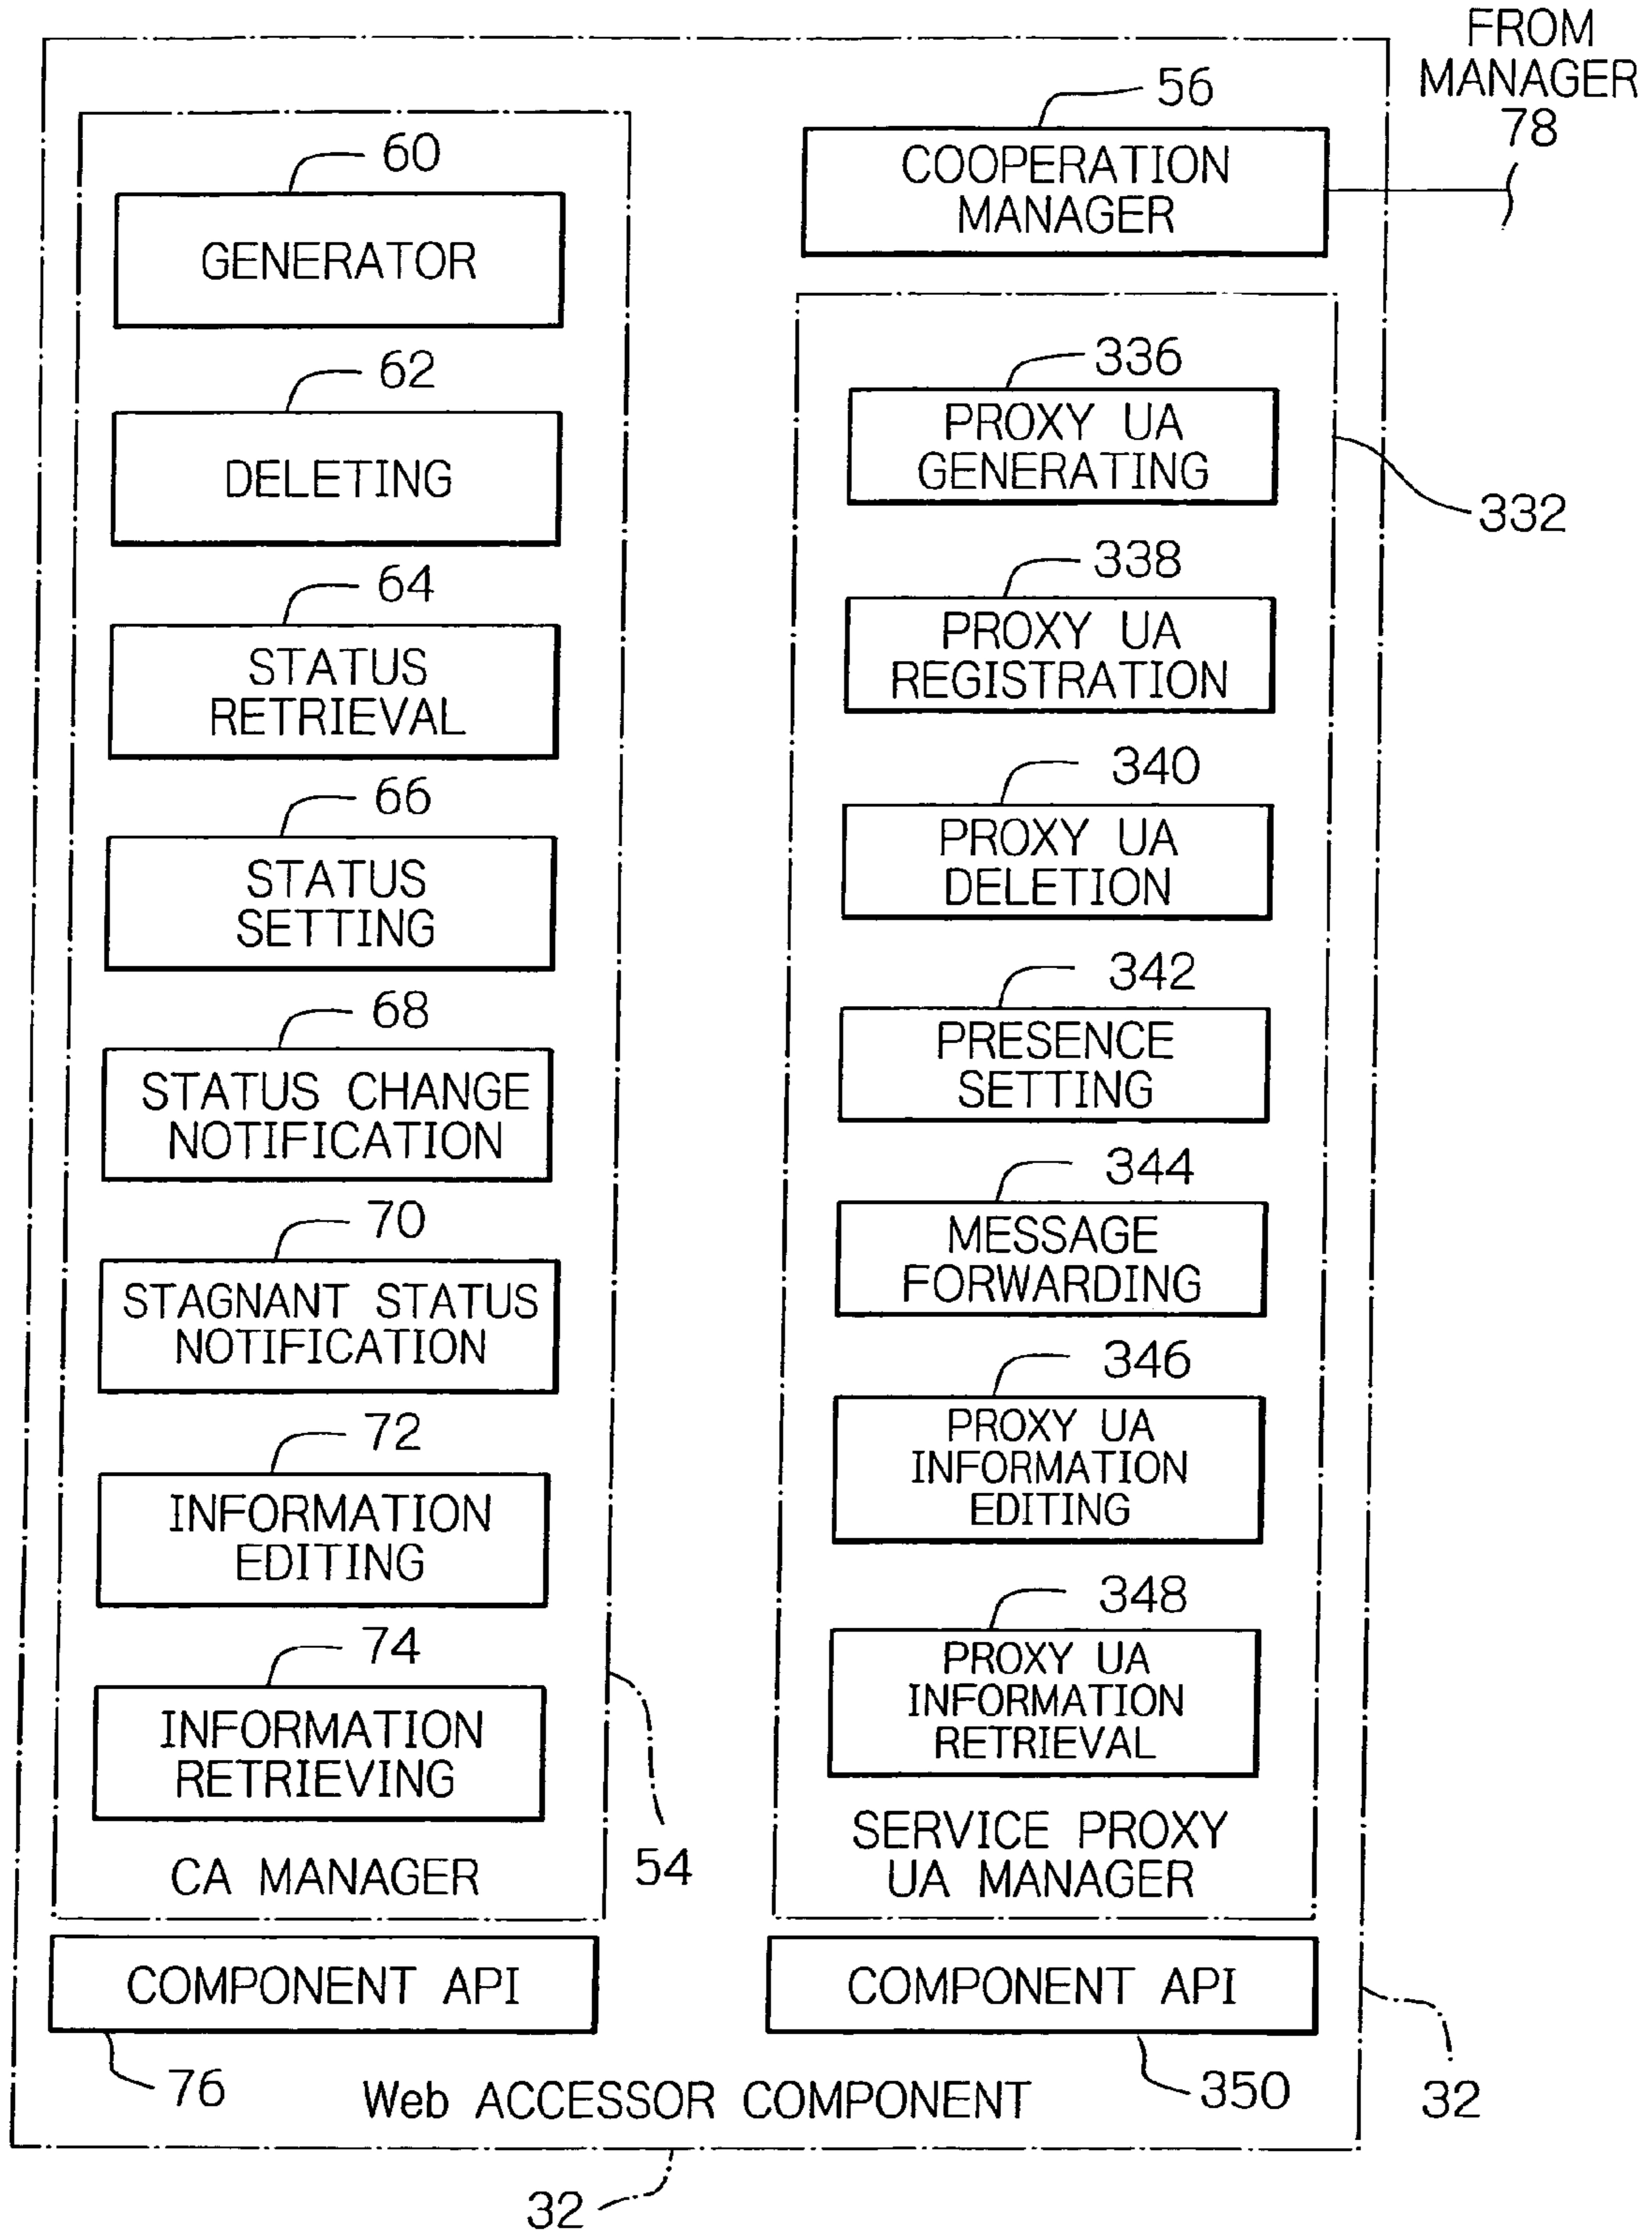 FROM
MANAGER
78
56
COOPERATION
MANAGER
60
GENERATOR
62
DELETING
64
STATUS
RETRIEVAL
66
STATUS
SETTING
68
STATUS CHANGE
NOTIFICATION
70
STAGNANT STATUS
NOTIFICATION
72
INFORMATION
EDITING
74
INFORMATION
RETRIEVING
CA MANAGER
54
COMPONENT API
76
336
PROXY UA
GENERATING
332
338
PROXY UA
REGISTRATION
340
PROXY UA
DELETION
342
PRESENCE
SETTING
344
MESSAGE
FORWARDING
346
PROXY UA
INFORMATION
EDITING
348
PROXY UA
INFORMATION
RETRIEVAL
SERVICE PROXY
UA MANAGER
COMPONENT API
350
32
Web ACCESSOR COMPONENT
32